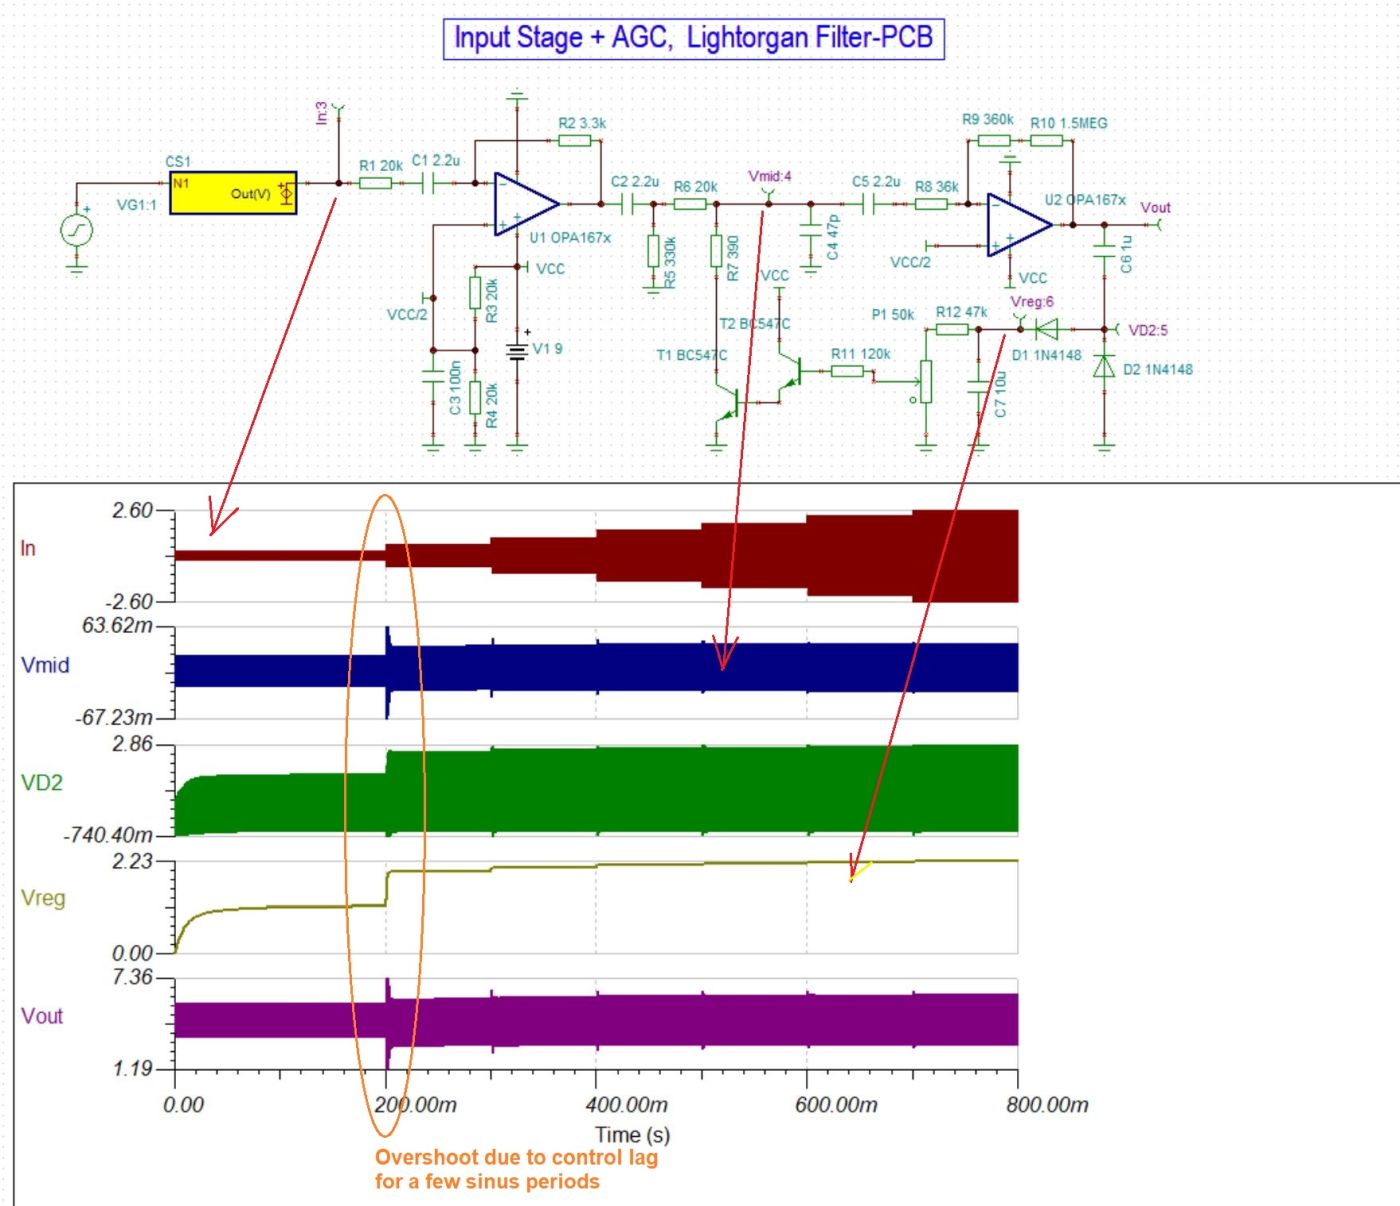 Input Stage + AGC, Lightorgan Filter-PCB
In:3
CS1
N1
Out(V)
VG1:1
R1 20k
C1 2.2u
R2 3.3k
U1 OPA167x
VCC
VCC/2
R3 20k
V1 9
C3 100n
R4 20k
C2 2.2u
R6 20k
Vmid:4
R5 330k
R7 390
C4 47p
C5 2.2u
R8 36k
VCC
T2 BC547C
T1 BC547C
R11 120k
R9 360k
R10 1.5MEG
U2 OPA167x
Vout
VCC/2
VCC
C6 1u
Vreg:6
P1 50k
R12 47k
VD2:5
D1 1N4148
D2 1N4148
C7 10u
2.60
In
-2.60
63.62m
Vmid
-67.23m
2.86
VD2
-740.40m
2.23
Vreg
0.00
7.36
Vout
1.19
0.00
200.00m
400.00m
600.00m
800.00m
Time (s)
Overshoot due to control lag
for a few sinus periods